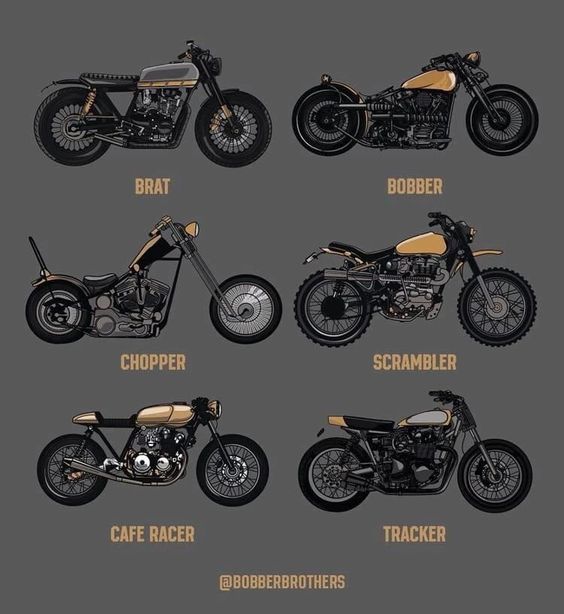 BRAT
BOBBER
CHOPPER
SCRAMBLER
CAFE RACER
TRACKER
@BOBBERBROTHERS